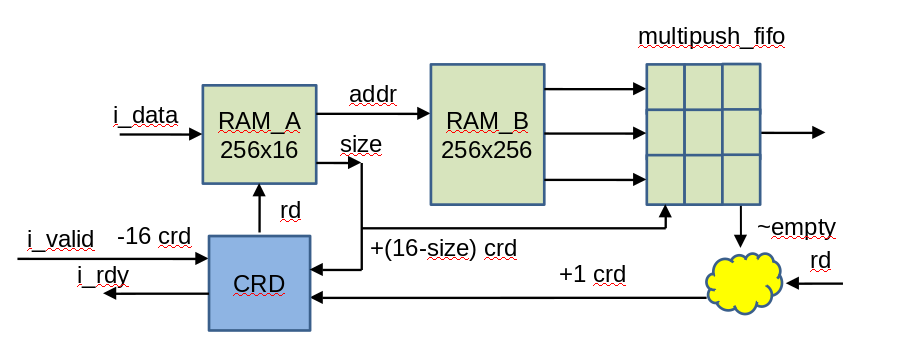 multipush_fifo
i_data
RAM_A
256x16
addr
size
RAM_B
256x256
rd
i_valid
-16 crd
i_rdy
CRD
+(16-size) crd
+1 crd
~empty
rd